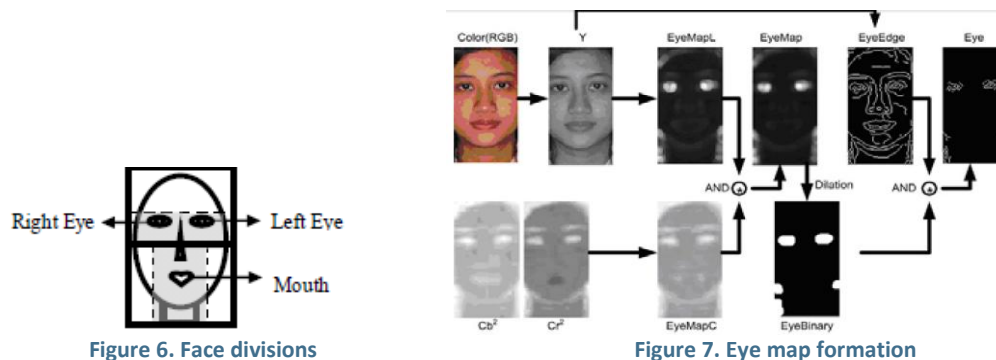 Right Eye
Left Eye
Mouth
Figure 6. Face divisions
Color(RGB)
Y
EyeMapL
EyeMap
EyeEdge
Eye
AND
Dilation
AND
Cb²
Cr²
EyeMapC
EyeBinary
Figure 7. Eye map formation